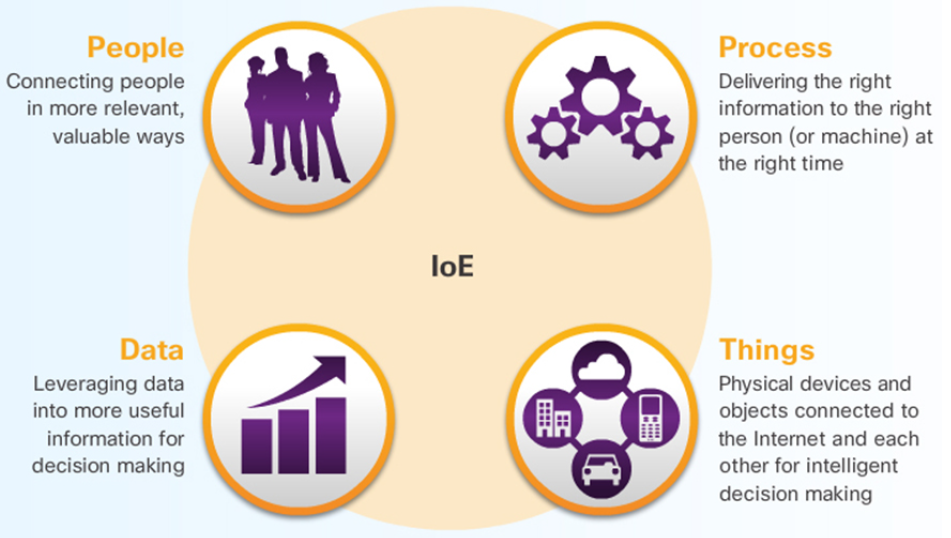 People
Connecting people
in more relevant,
valuable ways
Process
Delivering the right
information to the right
person (or machine) at
the right time
IoE
Data
Leveraging data
into more useful
information for
decision making
Things
Physical devices and
objects connected to
the Internet and each
other for intelligent
decision making